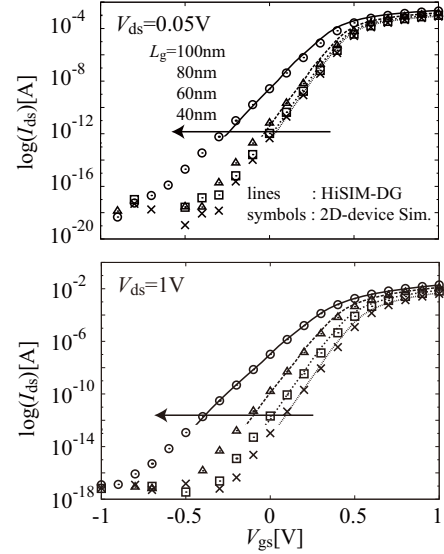 V_ds=0.05V
10^-4
L_g=100nm
80nm
60nm
10^-8
40nm
log(I_ds)[A]
10^-12
10^-16
lines : HiSIM-DG
symbols : 2D-device Sim.
10^-20
V_ds=1V
10^-2
10^-6
log(I_ds)[A]
10^-10
10^-14
10^-18
-1 -0.5 0 0.5 1
V_gs[V]